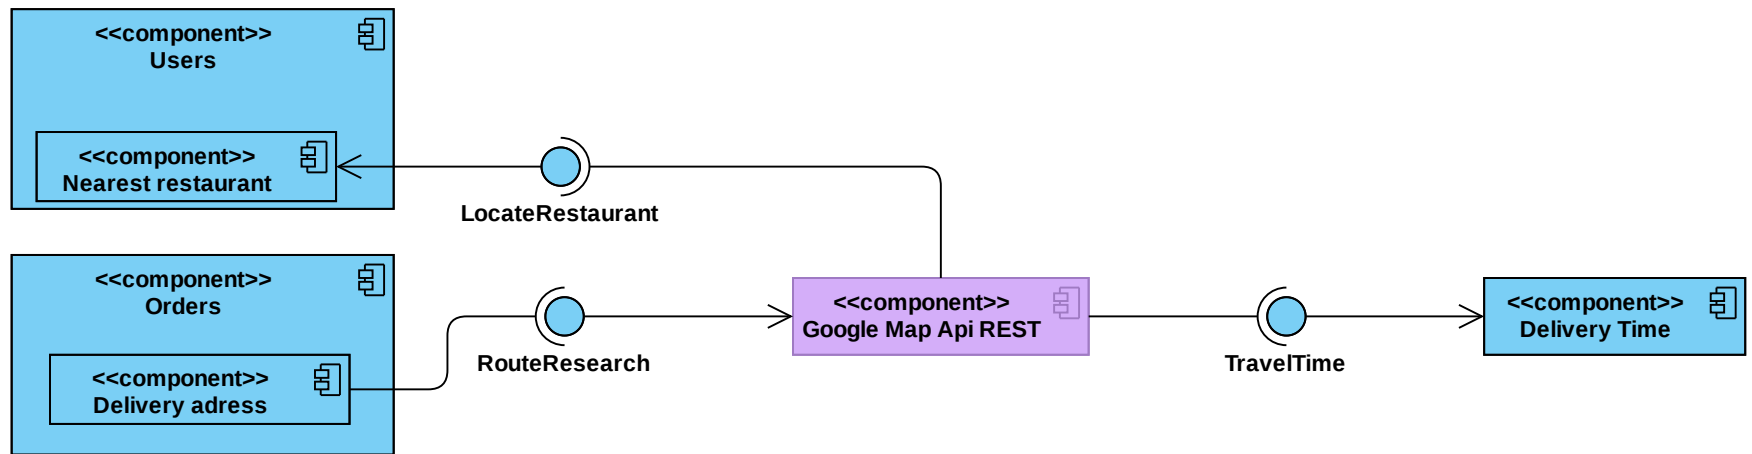 <<component>>
Users
<<component>>
Nearest restaurant
LocateRestaurant
<<component>>
Orders
<<component>>
Delivery adress
RouteResearch
<<component>>
Google Map Api REST
TravelTime
<<component>>
Delivery Time